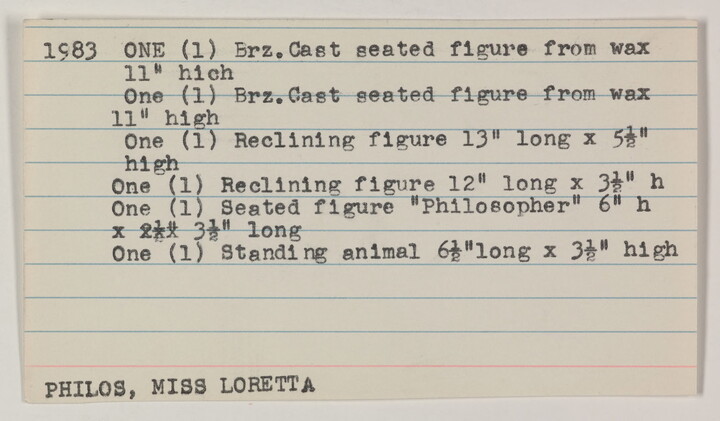 1983 ONE (1) Brz.Cast seated figure from wax
11" hich
One (1) Brz.Cast seated figure from wax
11" high
One (1) Reclining figure 13" long x 5½"
high
One (1) Reclining figure 12" long x 3½" h
One (1) Seated figure "Philosopher" 6" h
x 3½" long
One (1) Standing animal 6½"long x 3½" high
PHILOS, MISS LORETTA